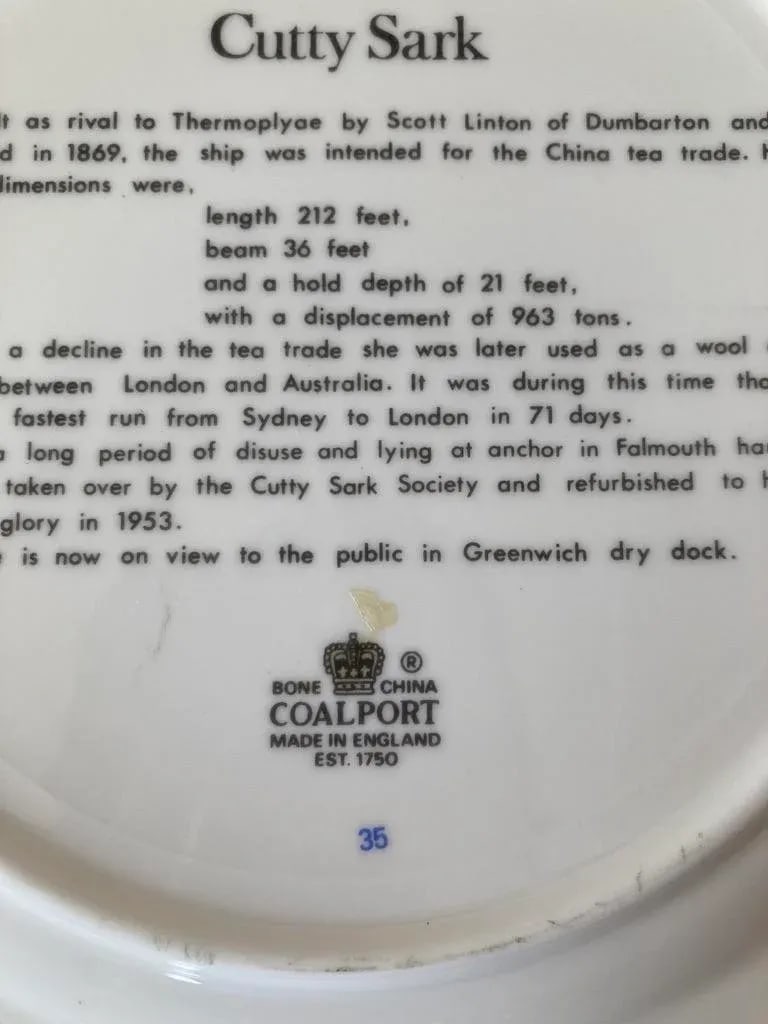 Cutty Sark
lt as rival to Thermoplyae by Scott Linton of Dumbarton and
d in 1869, the ship was intended for the China tea trade.
dimensions were,
length 212 feet,
beam 36 feet
and a hold depth of 21 feet,
with a displacement of 963 tons.
a decline in the tea trade she was later used as a wool
between London and Australia. It was during this time tha
fastest run from Sydney to London in 71 days.
a long period of disuse and lying at anchor in Falmouth ha
taken over by the Cutty Sark Society and refurbished to h
glory in 1953.
is now on view to the public in Greenwich dry dock.
®
BONE CHINA
COALPORT
MADE IN ENGLAND
EST. 1750
35